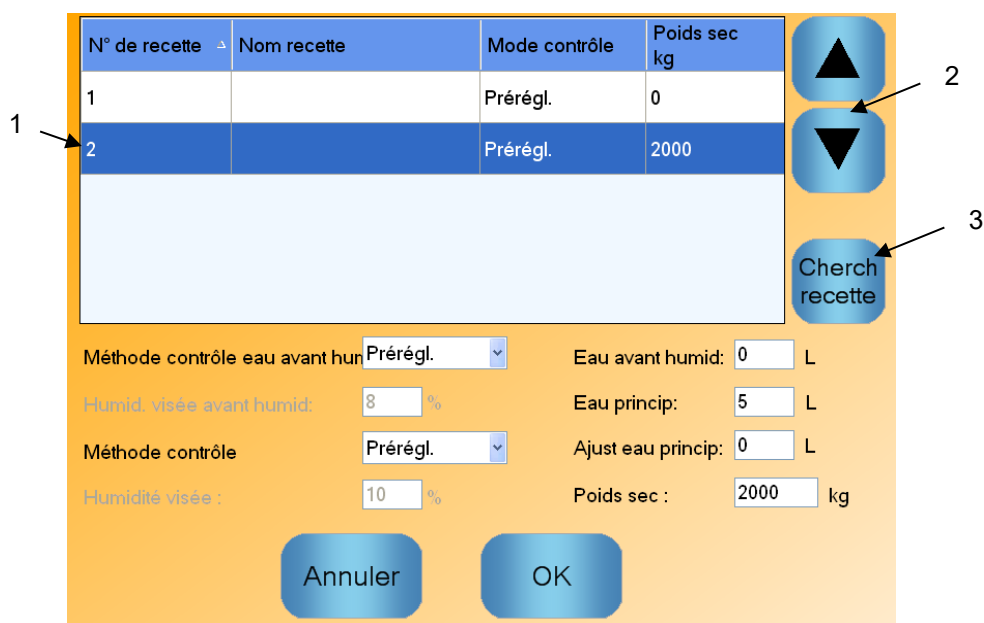 N° de recette Nom recette Mode contrôle Poids sec
kg
1 Prérégl. 0
2
1
2 Prérégl. 2000
3
Cherch
recette
Méthode contrôle eau avant hun Prérégl. Eau avant humid: 0 L
Humid. visée avant humid: 8 % Eau princip: 5 L
Méthode contrôle Prérégl. Ajust eau princip: 0 L
Humidité visée : 10 % Poids sec : 2000 kg
Annuler OK